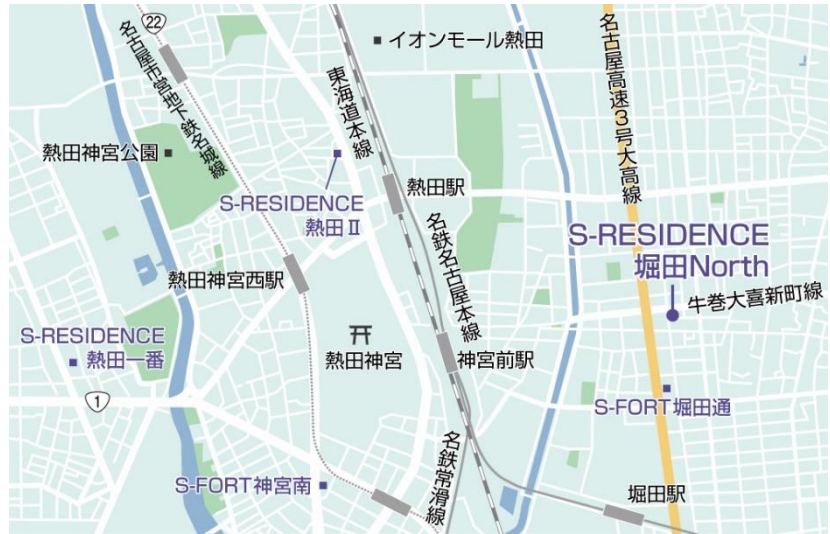 22
名古屋市営地下鉄名城線
イオンモール熱田
東海道本線
名古屋高速3号大高線
熱田神宮公園
S-RESIDENCE
熱田Ⅱ
熱田駅
名鉄名古屋本線
S-RESIDENCE
堀田North
熱田神宮西駅
牛巻大喜新町線
S-RESIDENCE
熱田一番
熱田神宮
神宮前駅
1
S-FORT堀田通
名鉄常滑線
S-FORT神宮南
堀田駅